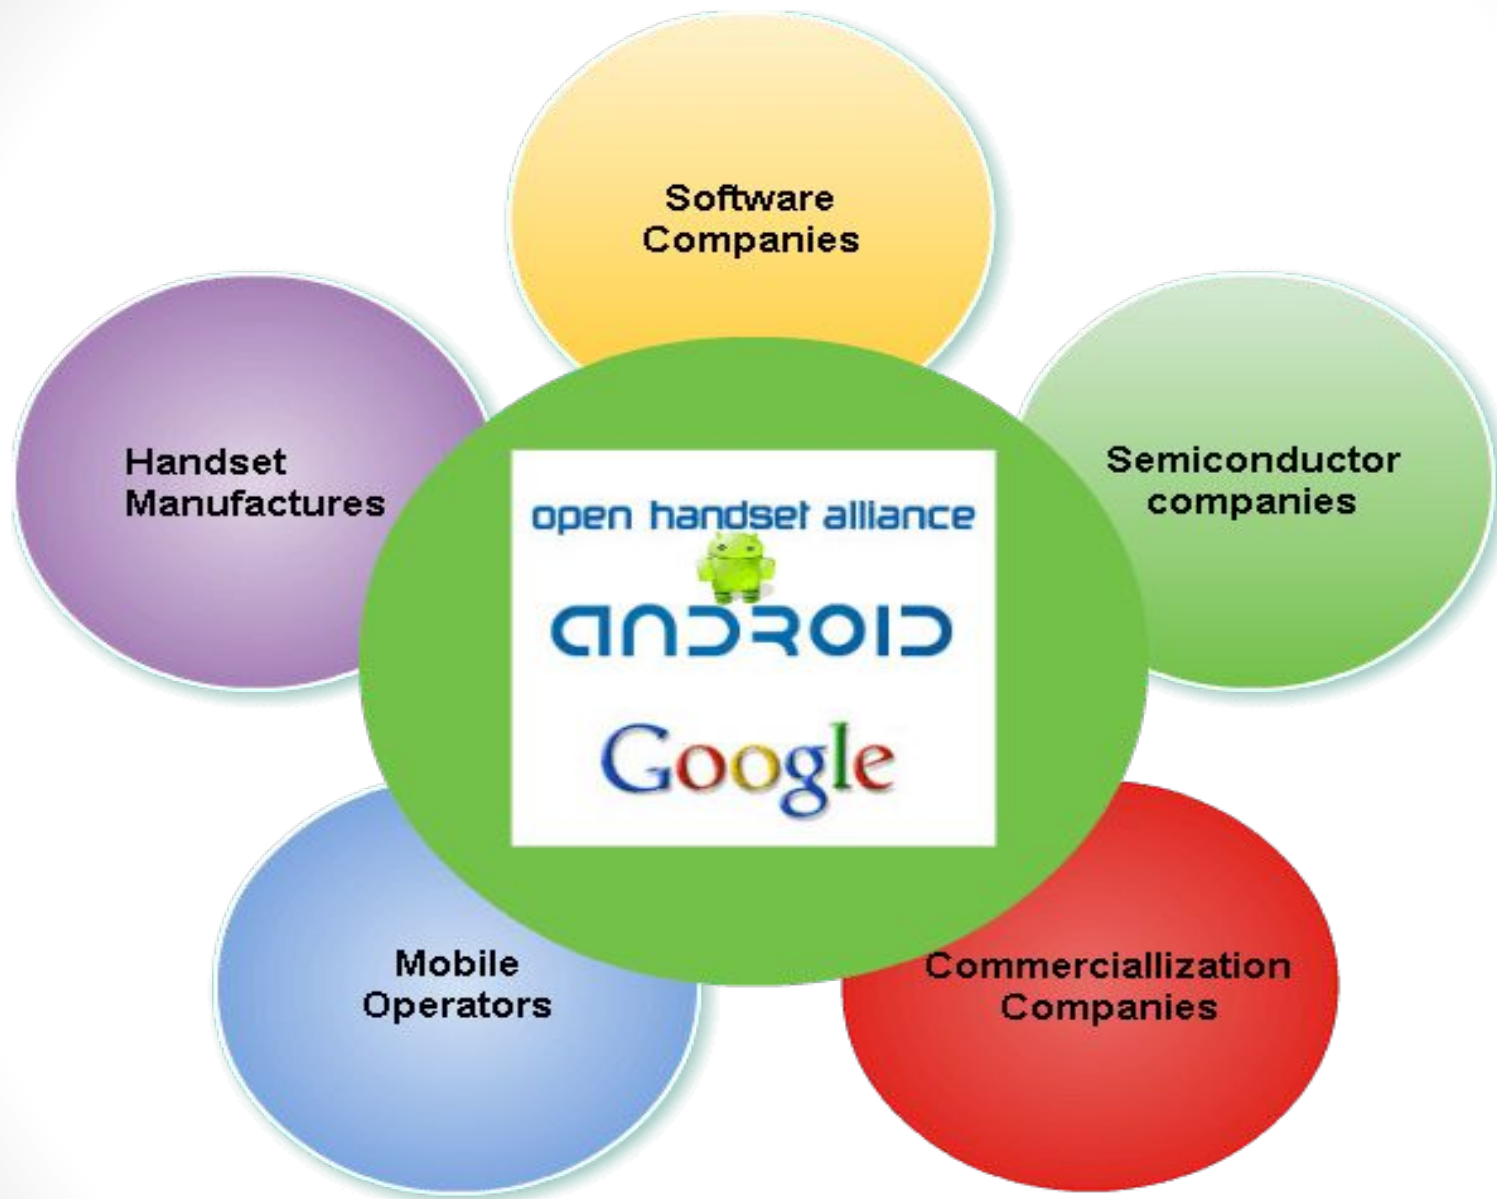 Software
Companies
Handset
Manufactures
Semiconductor
companies
open handset alliance
ANDROID
Google
Mobile
Operators
Commerciallization
Companies